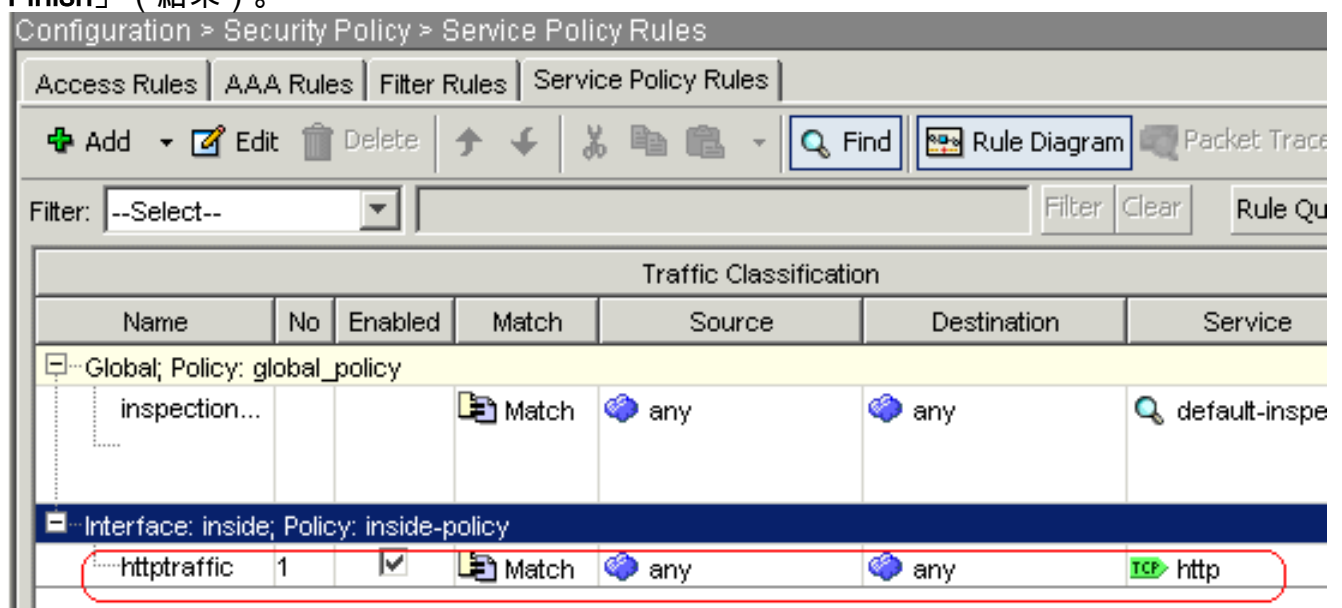 Finish」（結果）。
Configuration > Security Policy > Service Policy Rules
Access Rules AAA Rules Filter Rules Service Policy Rules
Add Edit Delete Find Rule Diagram Packet Trace
Filter: --Select-- Filter Clear Rule Qu
Traffic Classification
Name No Enabled Match Source Destination Service
Global; Policy: global_policy
inspection... Match any any default-inspe
Interface: inside; Policy: inside-policy
httptraffic 1 Match any any TCP http